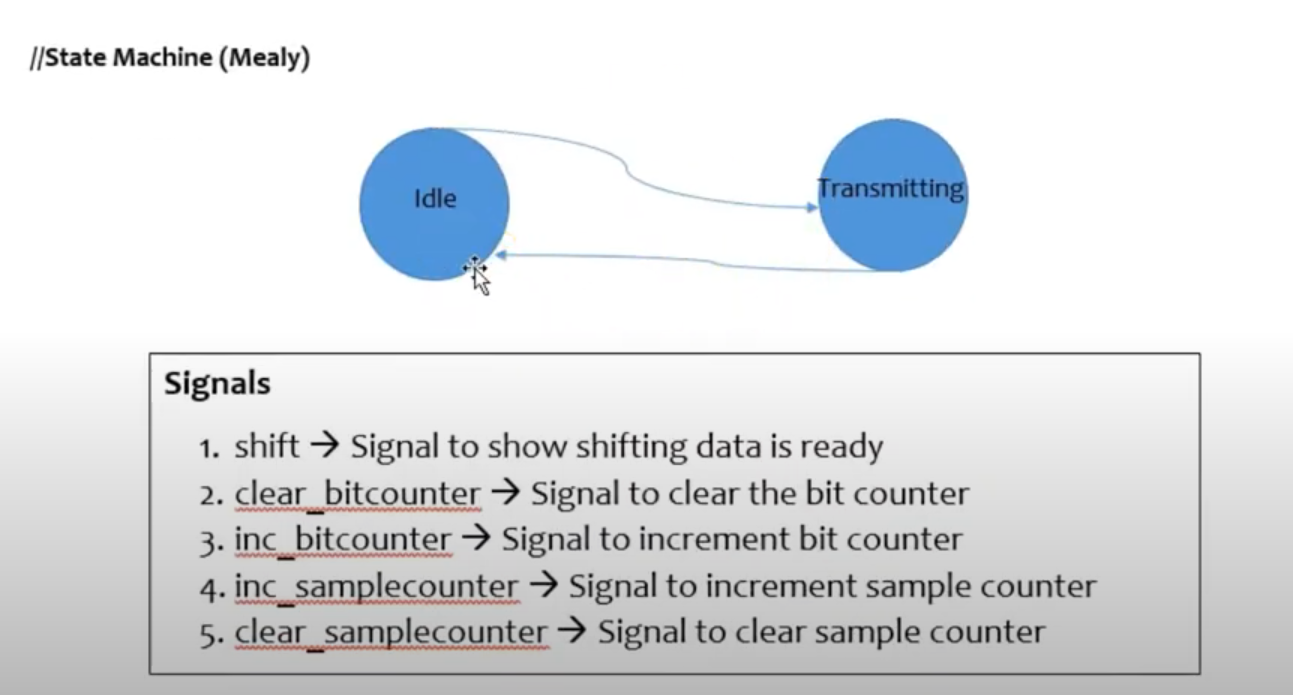 //State Machine (Mealy)
Idle
Transmitting
Signals
1. shift → Signal to show shifting data is ready
2. clear_bitcounter → Signal to clear the bit counter
3. inc_bitcounter → Signal to increment bit counter
4. inc_samplecounter → Signal to increment sample counter
5. clear_samplecounter → Signal to clear sample counter